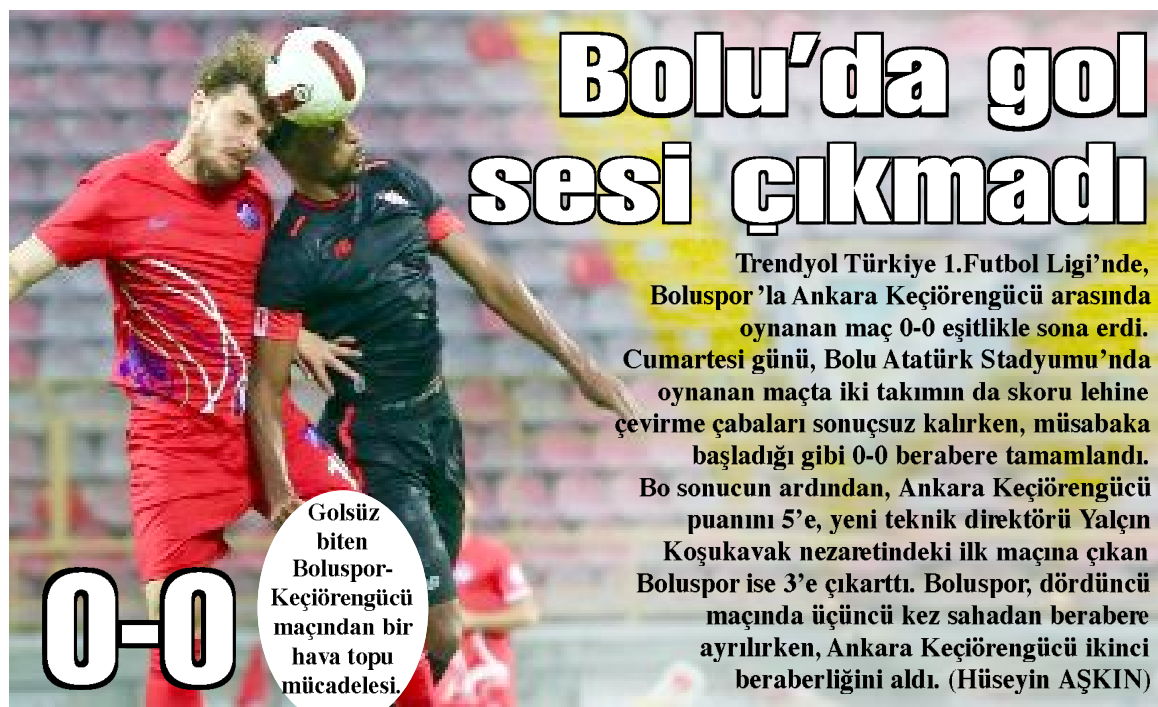 Bolu’da gol
sesi çıkmadı
Trendyol Türkiye 1.Futbol Ligi’nde,
Boluspor’la Ankara Keçiörengücü arasında
oynanan maç 0-0 eşitlikle sona erdi.
Cumartesi günü, Bolu Atatürk Stadyumu’nda
oynanan maçta iki takımın da skoru lehine
çevirme çabaları sonuçsuz kalırken, müsabaka
başladığı gibi 0-0 berabere tamamlandı.
Bo sonucun ardından, Ankara Keçiörengücü
puanını 5’e, yeni teknik direktörü Yalçın
Koşukavak nezaretindeki ilk maçına çıkan
Boluspor ise 3’e çıkarttı. Boluspor, dördüncü
maçında üçüncü kez sahadan berabere
ayrılırken, Ankara Keçiörengücü ikinci
beraberliğini aldı. (Hüseyin AŞKIN)
0-0
Golsüz
biten
Boluspor-
Keçiörengücü
maçından bir
hava topu
mücadelesi.